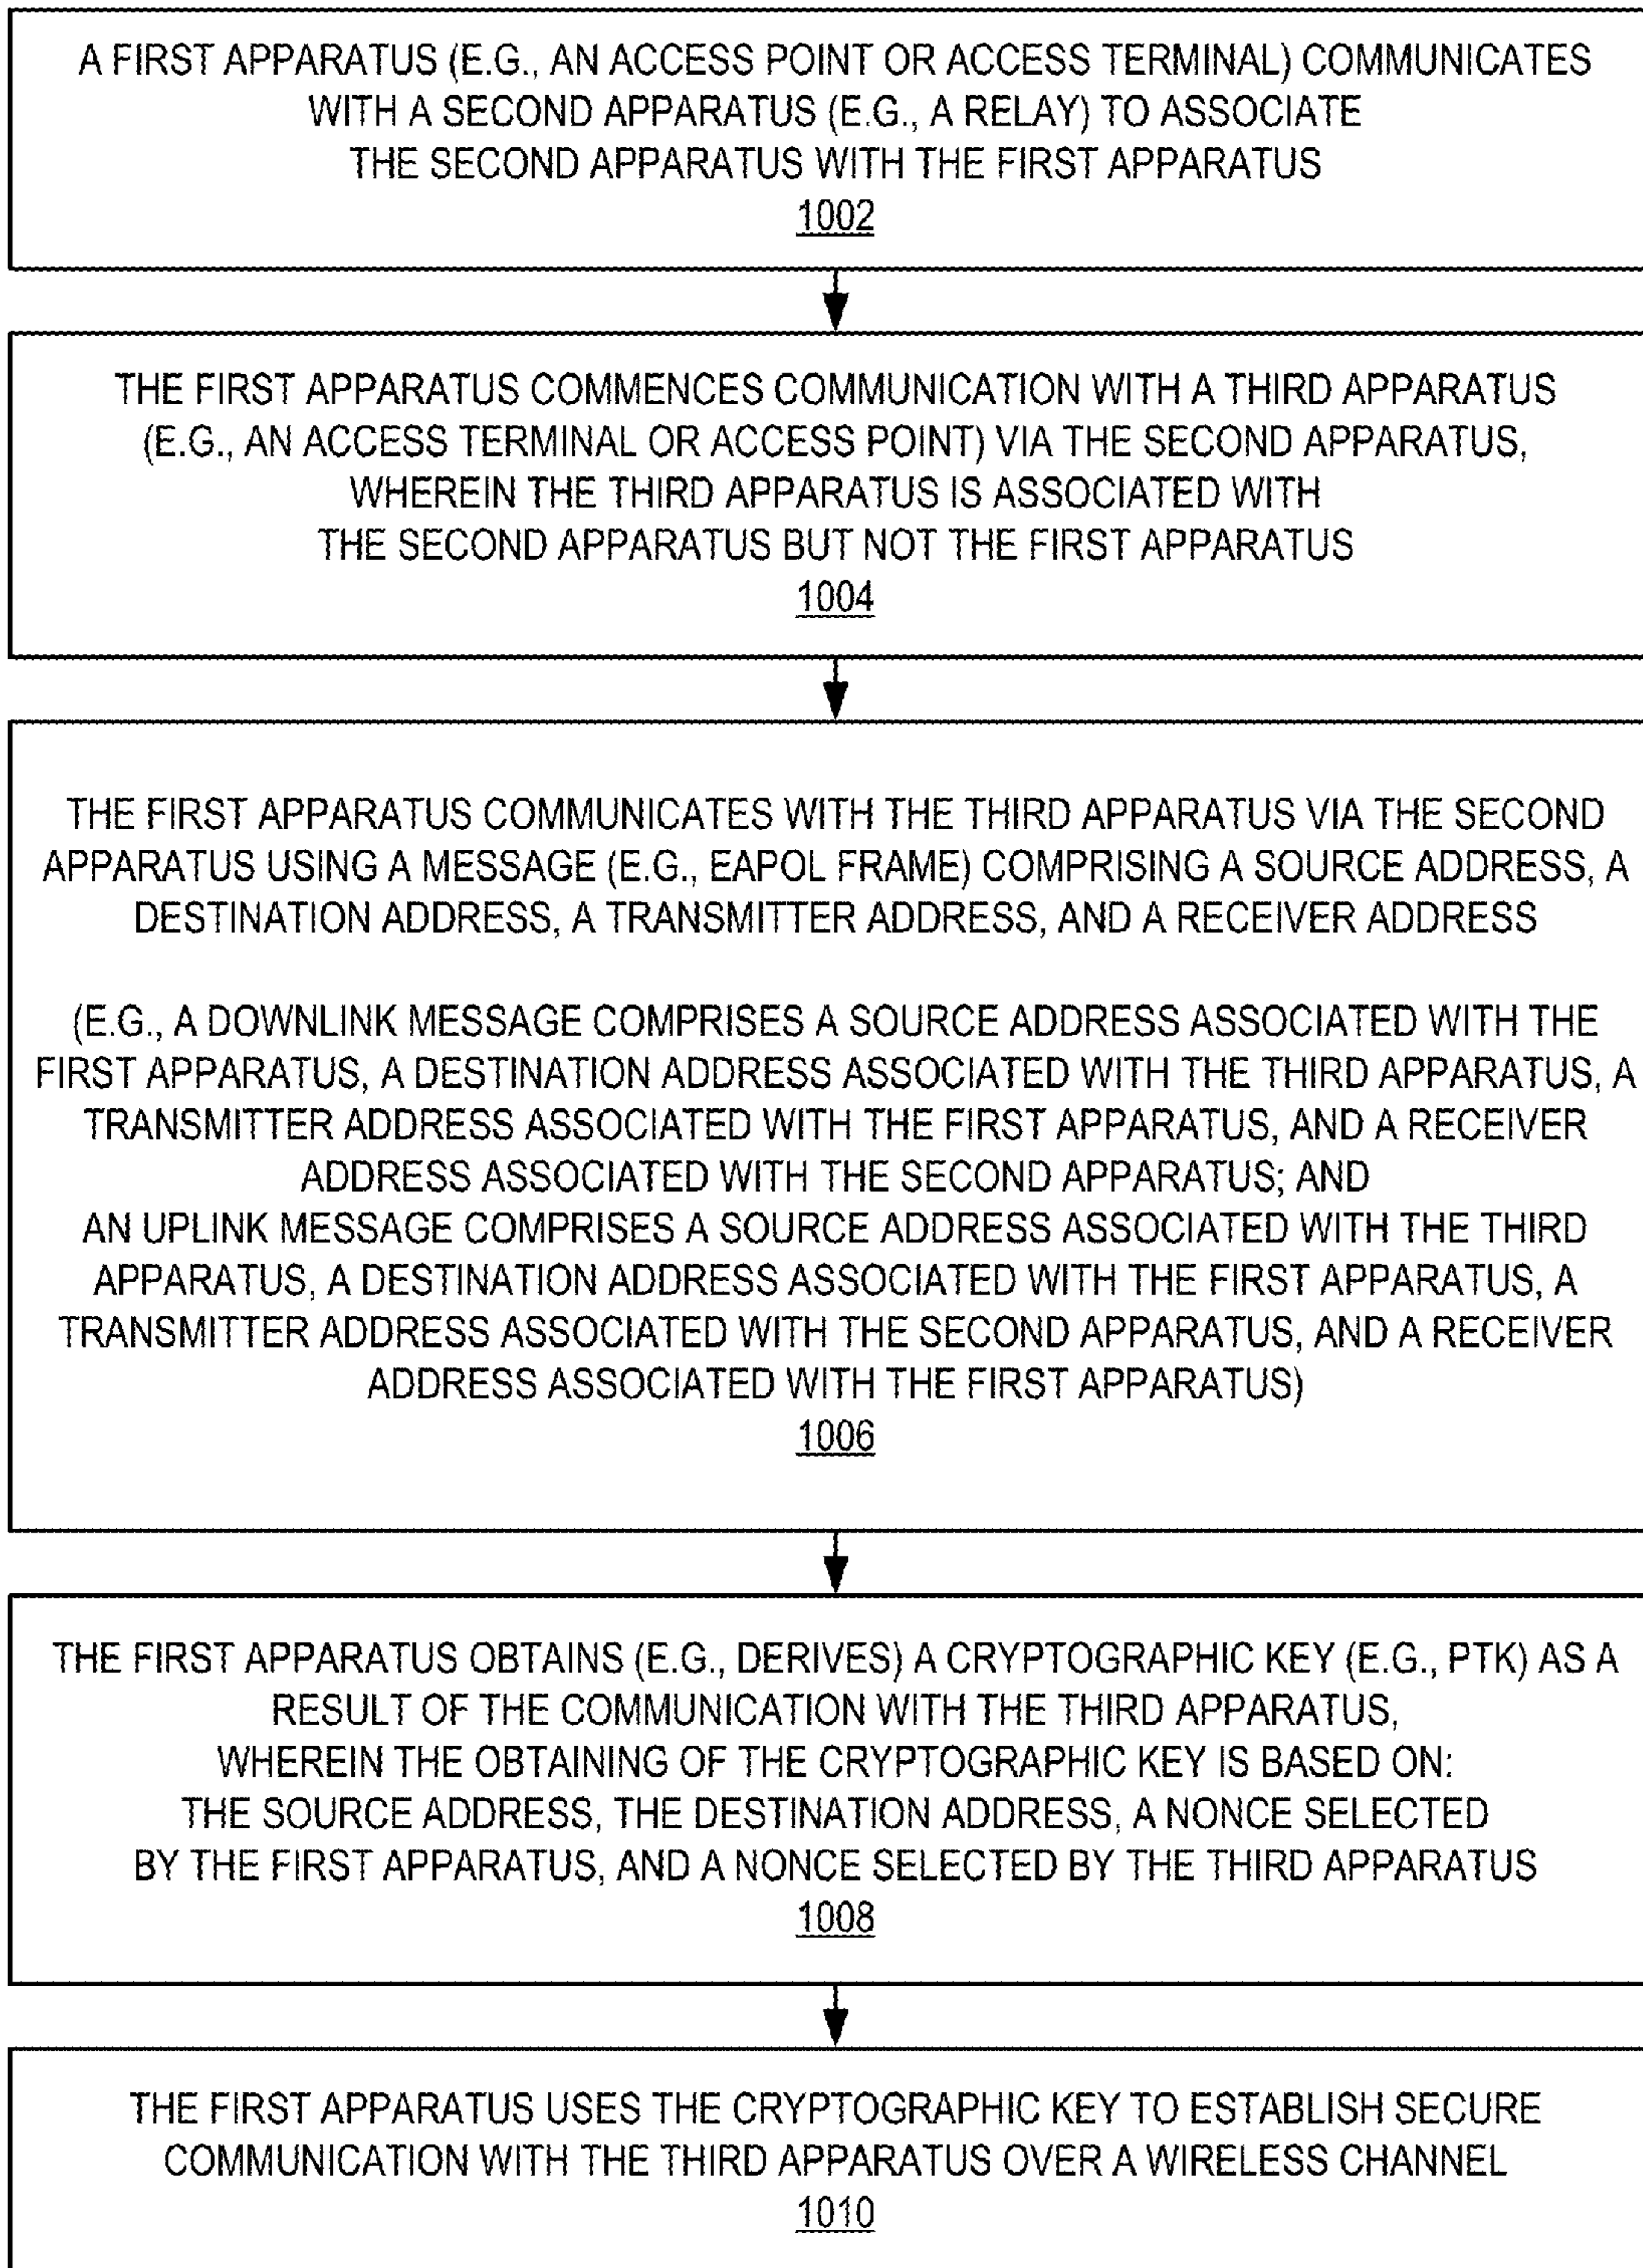 A FIRST APPARATUS (E.G., AN ACCESS POINT OR ACCESS TERMINAL) COMMUNICATES
WITH A SECOND APPARATUS (E.G., A RELAY) TO ASSOCIATE
THE SECOND APPARATUS WITH THE FIRST APPARATUS
1002
THE FIRST APPARATUS COMMENCES COMMUNICATION WITH A THIRD APPARATUS
(E.G., AN ACCESS TERMINAL OR ACCESS POINT) VIA THE SECOND APPARATUS,
WHEREIN THE THIRD APPARATUS IS ASSOCIATED WITH
THE SECOND APPARATUS BUT NOT THE FIRST APPARATUS
1004
THE FIRST APPARATUS COMMUNICATES WITH THE THIRD APPARATUS VIA THE SECOND
APPARATUS USING A MESSAGE (E.G., EAPOL FRAME) COMPRISING A SOURCE ADDRESS, A
DESTINATION ADDRESS, A TRANSMITTER ADDRESS, AND A RECEIVER ADDRESS
(E.G., A DOWNLINK MESSAGE COMPRISES A SOURCE ADDRESS ASSOCIATED WITH THE
FIRST APPARATUS, A DESTINATION ADDRESS ASSOCIATED WITH THE THIRD APPARATUS, A
TRANSMITTER ADDRESS ASSOCIATED WITH THE FIRST APPARATUS, AND A RECEIVER
ADDRESS ASSOCIATED WITH THE SECOND APPARATUS; AND
AN UPLINK MESSAGE COMPRISES A SOURCE ADDRESS ASSOCIATED WITH THE THIRD
APPARATUS, A DESTINATION ADDRESS ASSOCIATED WITH THE FIRST APPARATUS, A
TRANSMITTER ADDRESS ASSOCIATED WITH THE SECOND APPARATUS, AND A RECEIVER
ADDRESS ASSOCIATED WITH THE FIRST APPARATUS)
1006
THE FIRST APPARATUS OBTAINS (E.G., DERIVES) A CRYPTOGRAPHIC KEY (E.G., PTK) AS A
RESULT OF THE COMMUNICATION WITH THE THIRD APPARATUS,
WHEREIN THE OBTAINING OF THE CRYPTOGRAPHIC KEY IS BASED ON:
THE SOURCE ADDRESS, THE DESTINATION ADDRESS, A NONCE SELECTED
BY THE FIRST APPARATUS, AND A NONCE SELECTED BY THE THIRD APPARATUS
1008
THE FIRST APPARATUS USES THE CRYPTOGRAPHIC KEY TO ESTABLISH SECURE
COMMUNICATION WITH THE THIRD APPARATUS OVER A WIRELESS CHANNEL
1010